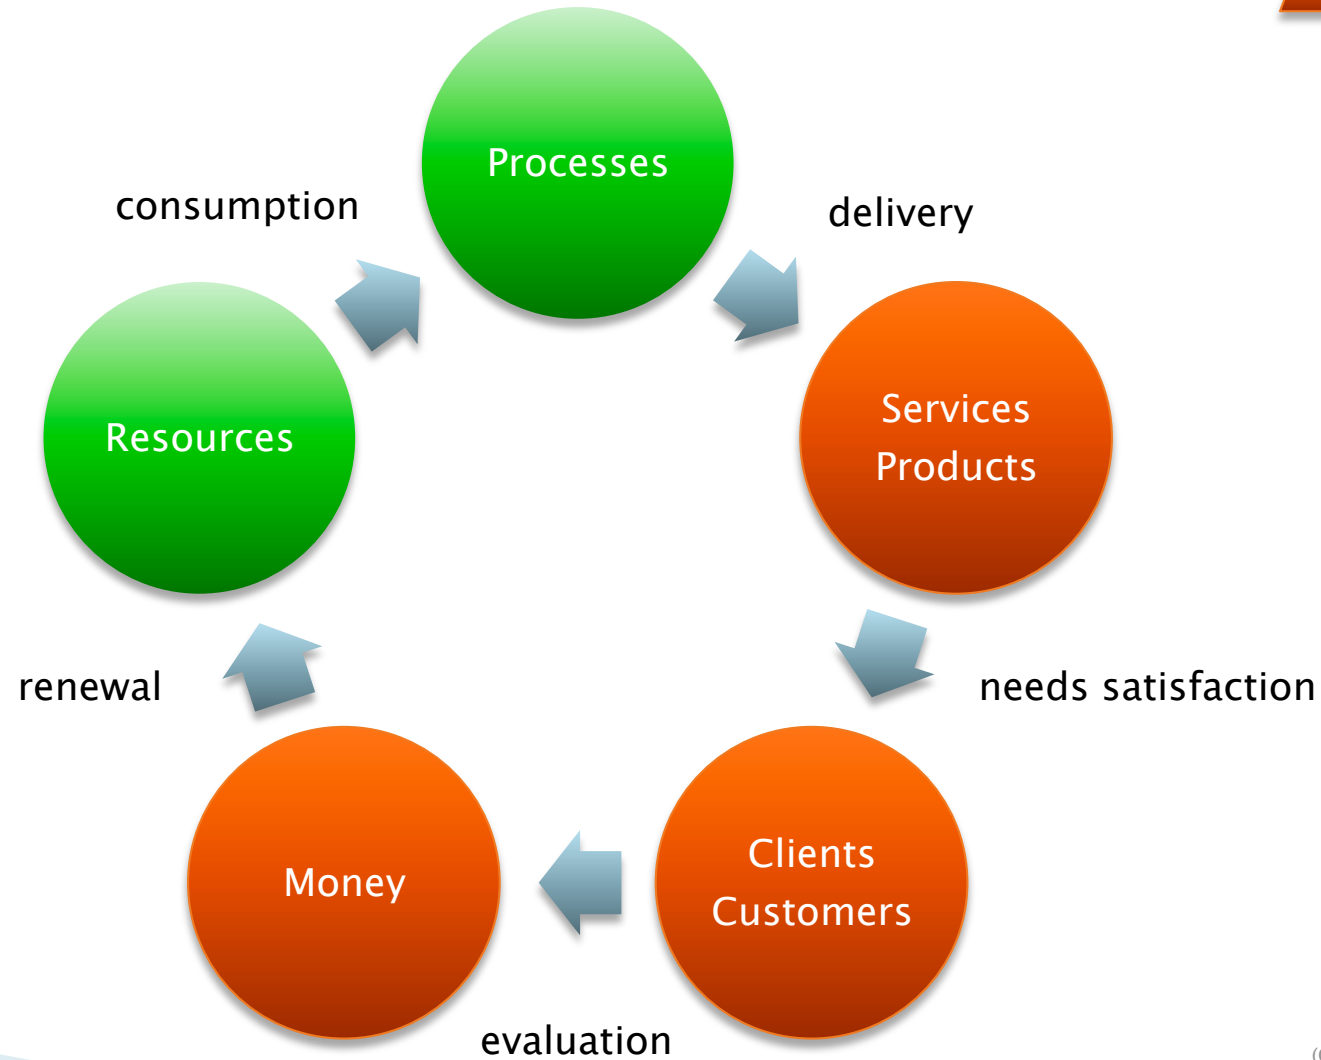 Processes
consumption
delivery
Services
Products
Resources
needs satisfaction
renewal
Clients
Customers
Money
evaluation